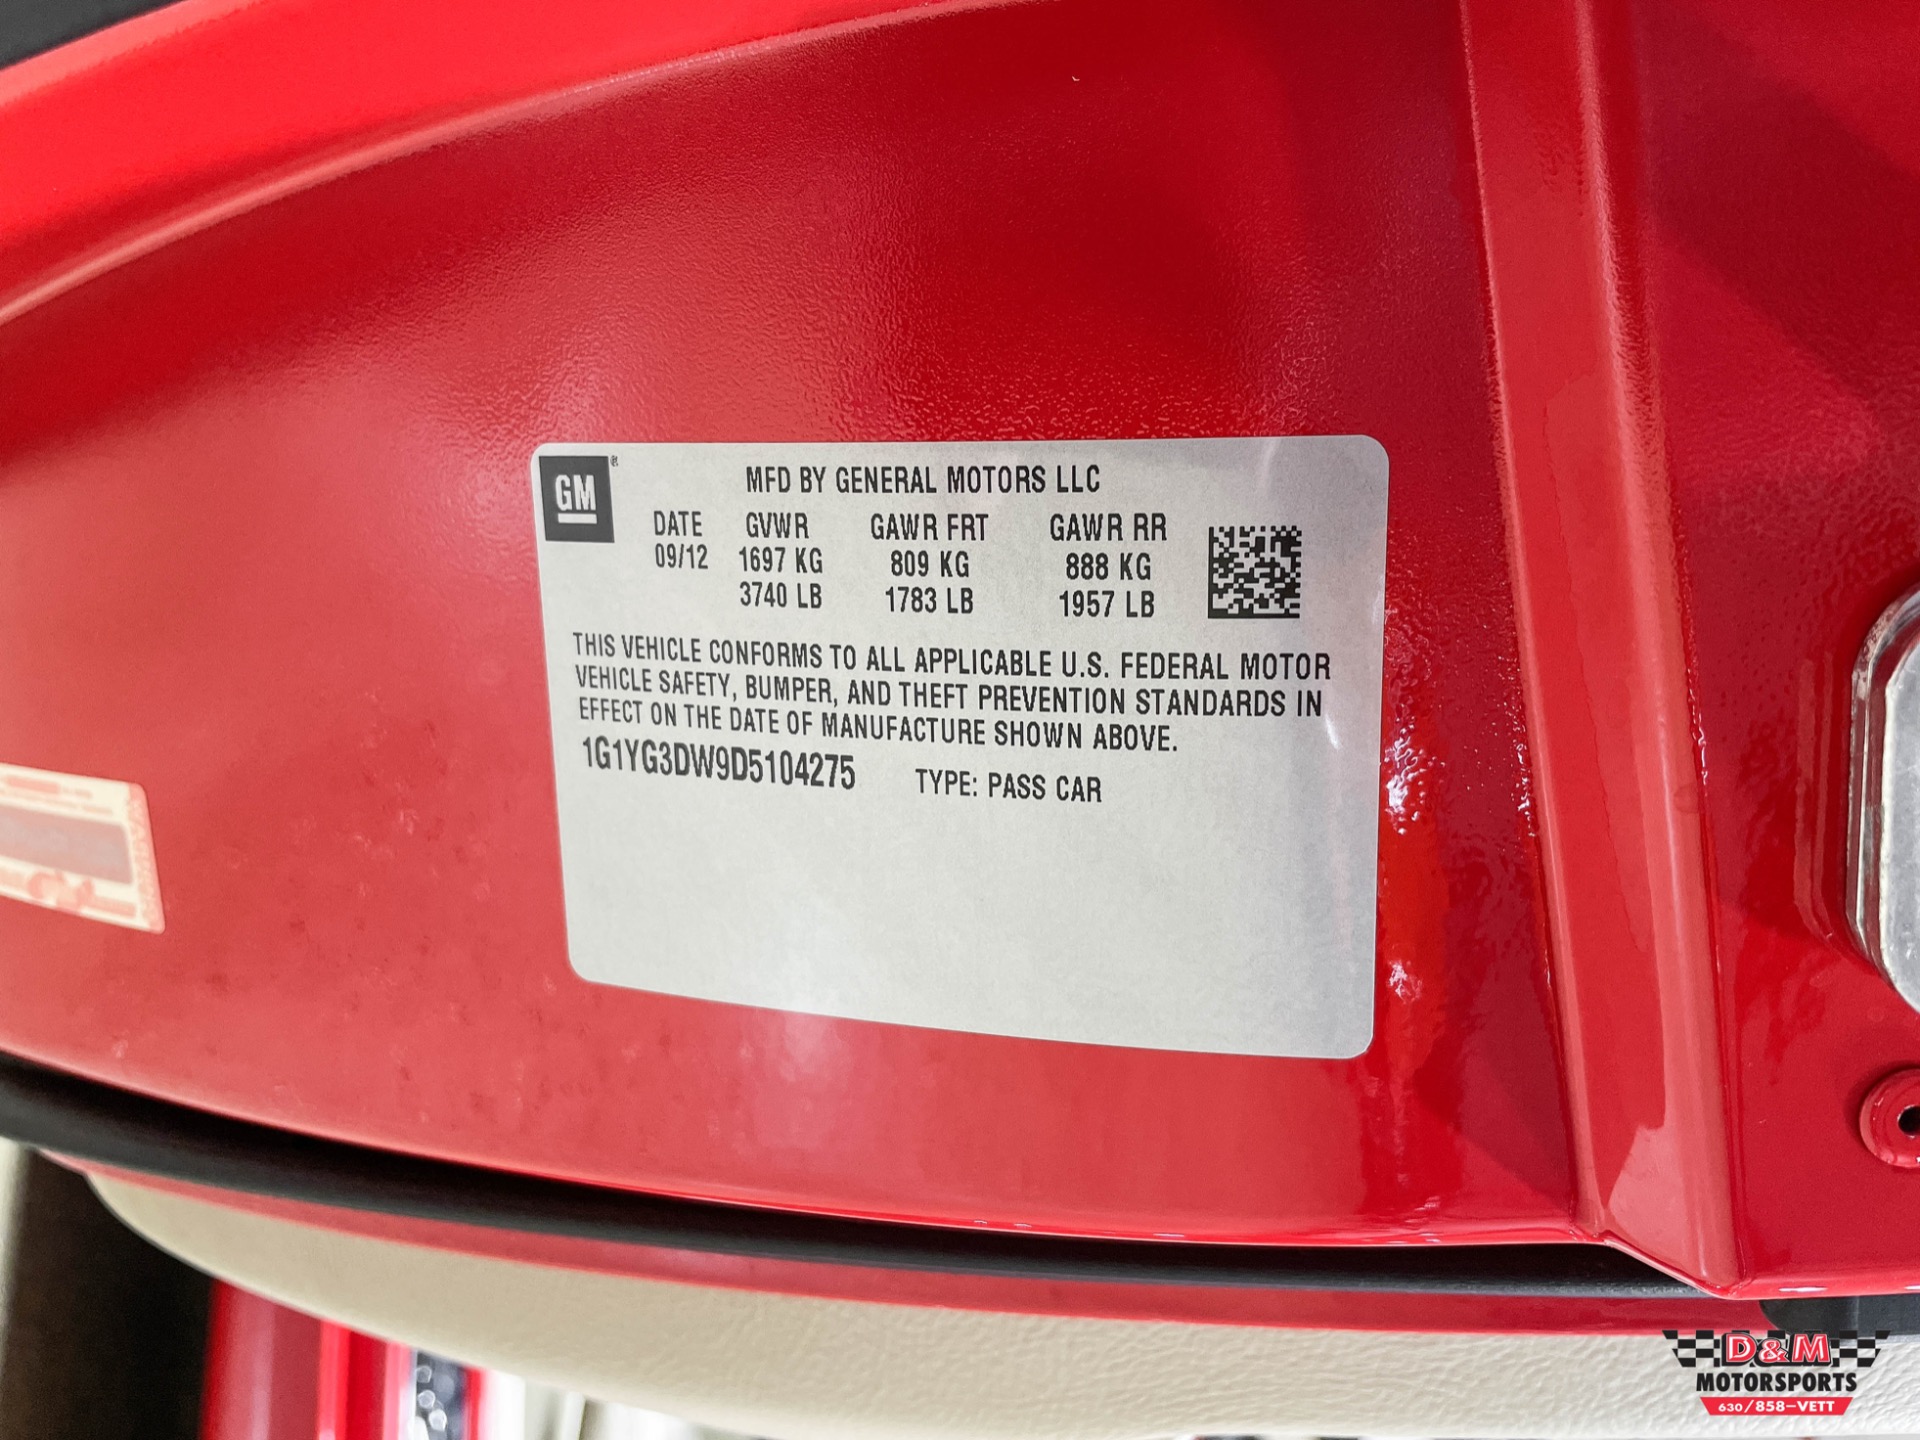 GM ®
MFD BY GENERAL MOTORS LLC
DATE GVWR GAWR FRT GAWR RR
09/12 1697 KG 809 KG 888 KG
3740 LB 1783 LB 1957 LB
THIS VEHICLE CONFORMS TO ALL APPLICABLE U.S. FEDERAL MOTOR
VEHICLE SAFETY, BUMPER, AND THEFT PREVENTION STANDARDS IN
EFFECT ON THE DATE OF MANUFACTURE SHOWN ABOVE.
1G1YG3DW9D5104275 TYPE: PASS CAR
D&M
MOTORSPORTS
630/858-VETT